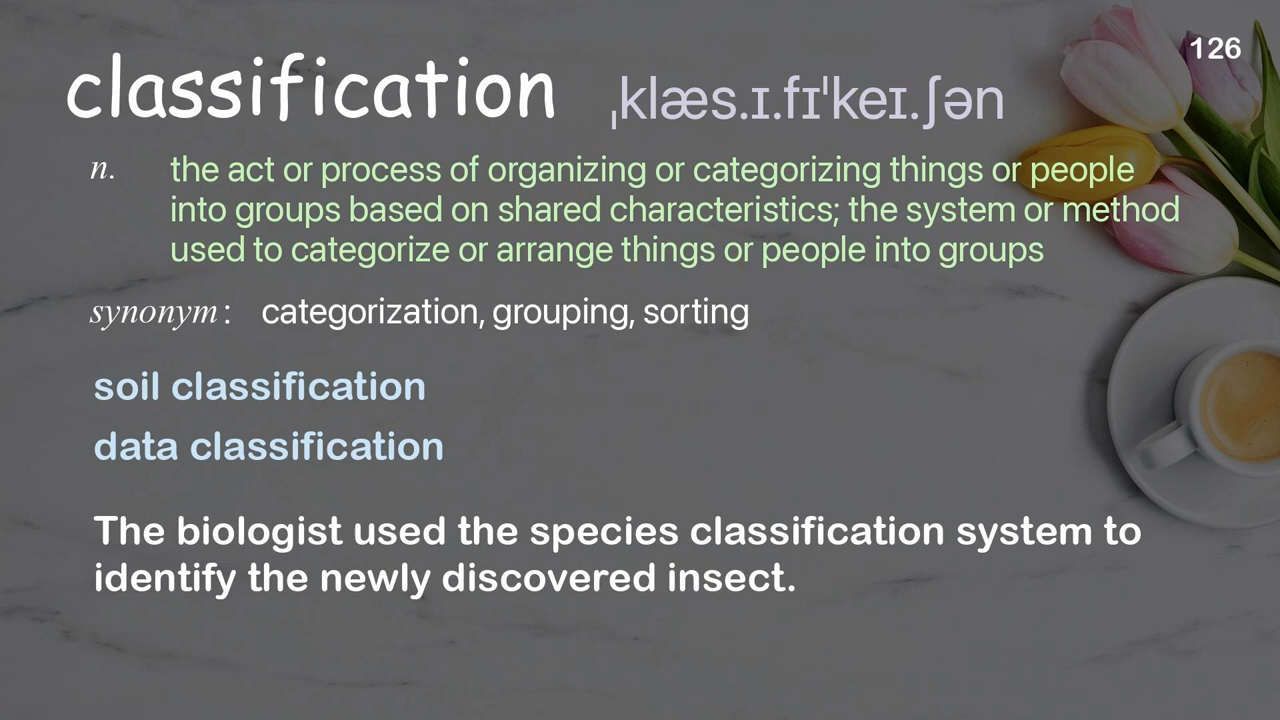 126
classification ˌklæs.ɪ.fɪˈkeɪ.ʃən
n. the act or process of organizing or categorizing things or people
into groups based on shared characteristics; the system or method
used to categorize or arrange things or people into groups
synonym: categorization, grouping, sorting
soil classification
data classification
The biologist used the species classification system to
identify the newly discovered insect.